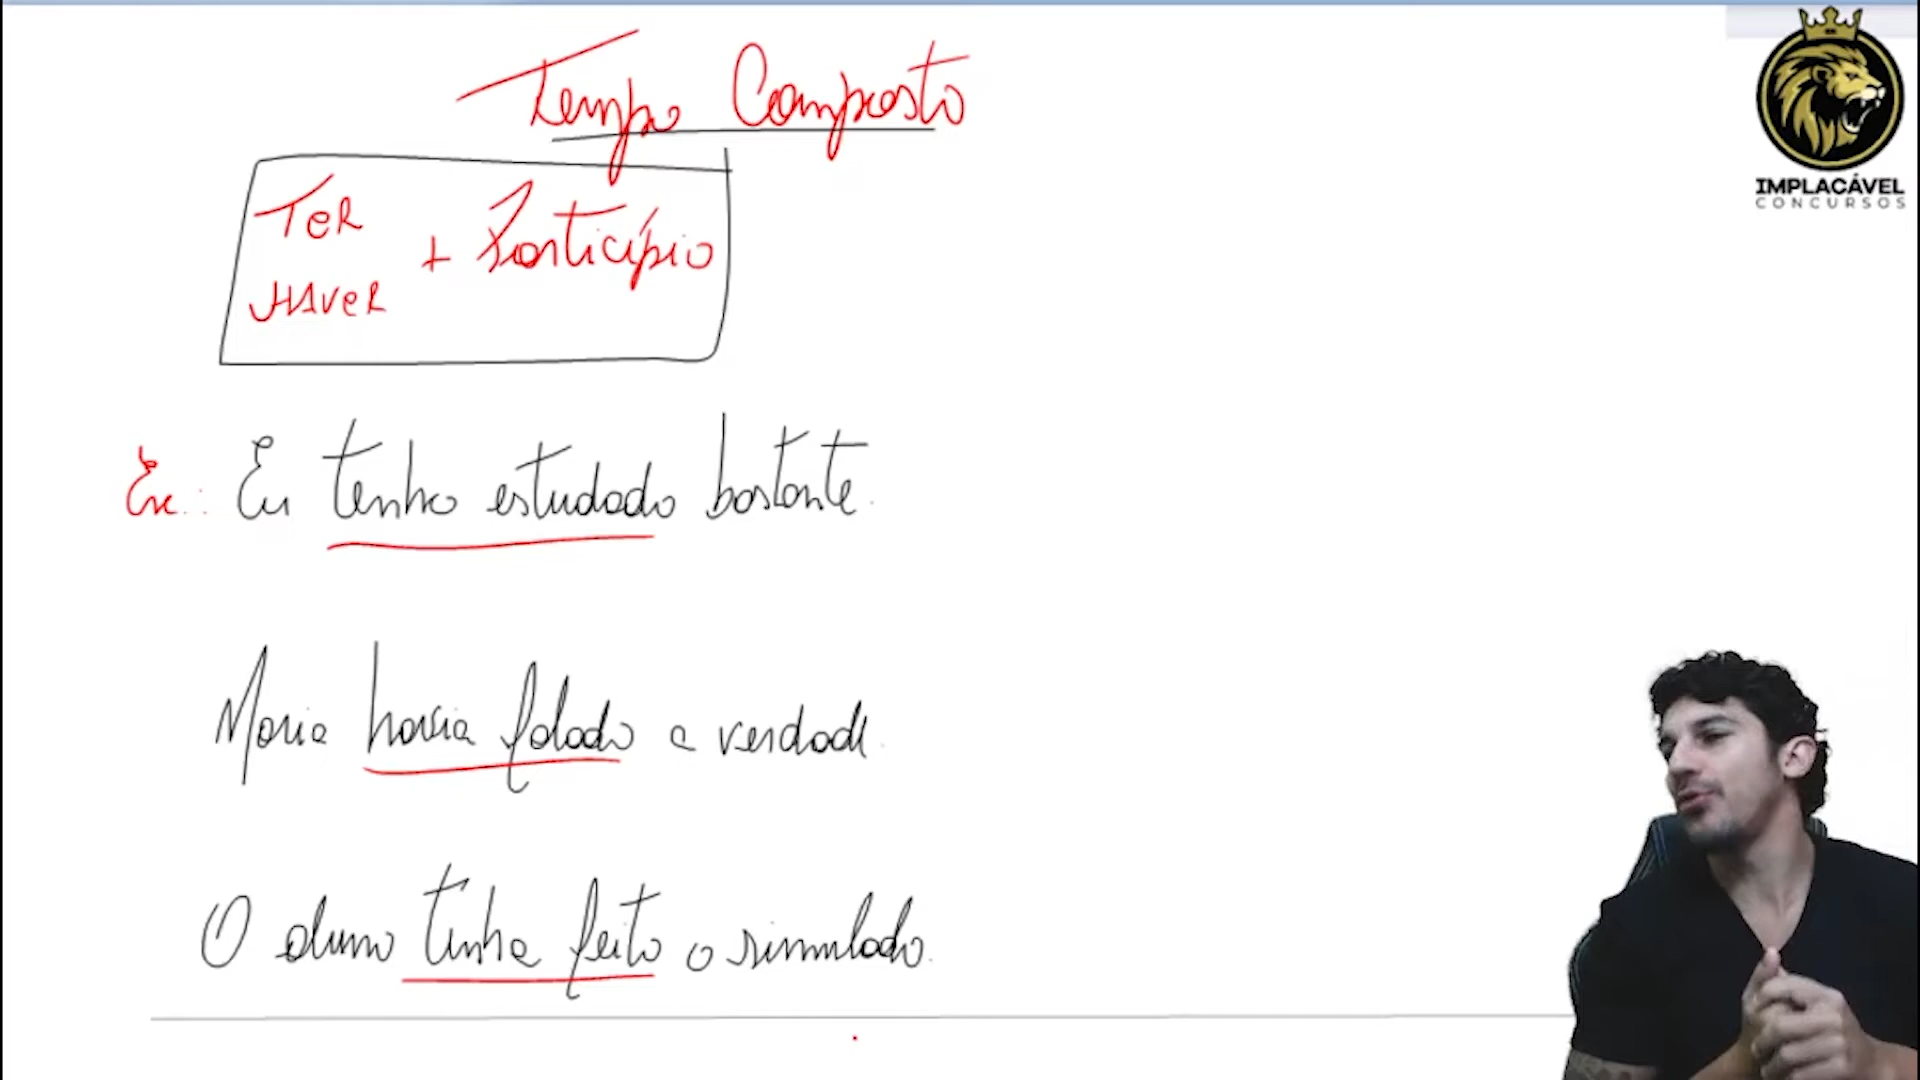 Tempo Composto
Ter
Haver + Particípio
Ex.: Eu tenho estudado bastante.
Maria havia falado a verdade.
O aluno tinha feito o simulado.
IMPLACÁVEL
CONCURSOS